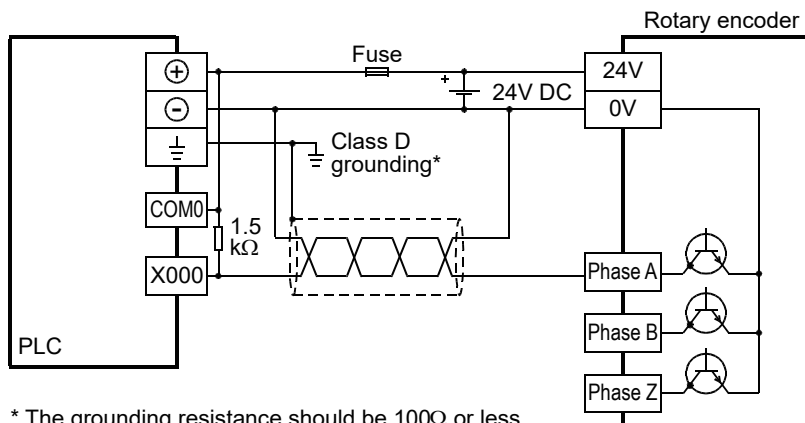 Rotary encoder
Fuse
24V
+
24V DC
0V
Class D
grounding*
COM0
1.5
kΩ
X000
Phase A
Phase B
PLC
Phase Z
* The grounding resistance should be 100Ω or less.